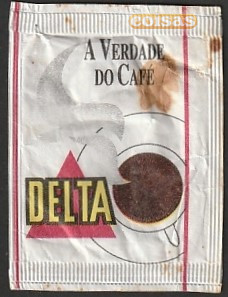 coisas
A VERDADE
DO CAFÉ
DELTA